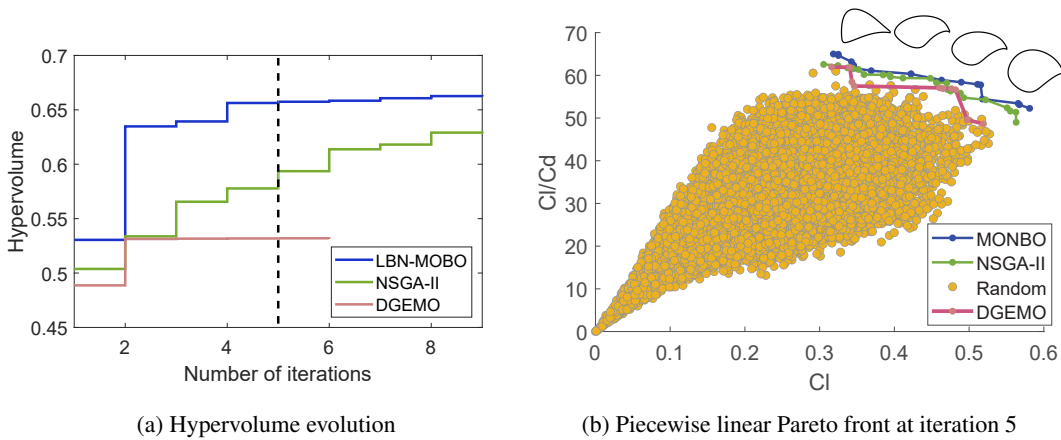 0.7
0.65
0.6
0.55
0.5
0.45
Hypervolume
2 4 6 8
Number of iterations
LBN-MOBO
NSGA-II
DGEMO
(a) Hypervolume evolution
70
60
50
40
30
20
10
0
Cl/Cd
0 0.1 0.2 0.3 0.4 0.5 0.6
Cl
MONBO
NSGA-II
Random
DGEMO
(b) Piecewise linear Pareto front at iteration 5